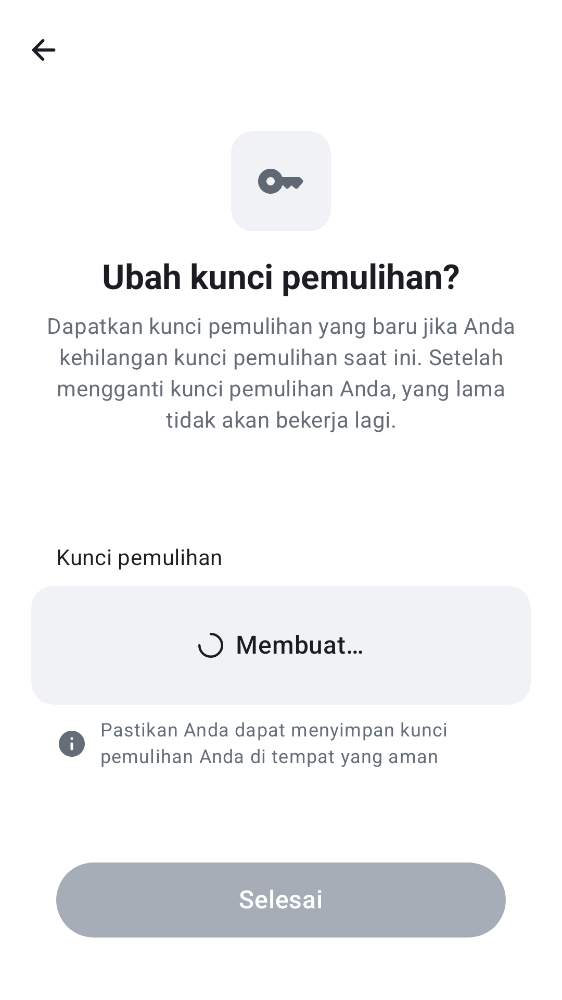 Ubah kunci pemulihan?
Dapatkan kunci pemulihan yang baru jika Anda
kehilangan kunci pemulihan saat ini. Setelah
mengganti kunci pemulihan Anda, yang lama
tidak akan bekerja lagi.
Kunci pemulihan
Membuat…
Pastikan Anda dapat menyimpan kunci
pemulihan Anda di tempat yang aman
Selesai